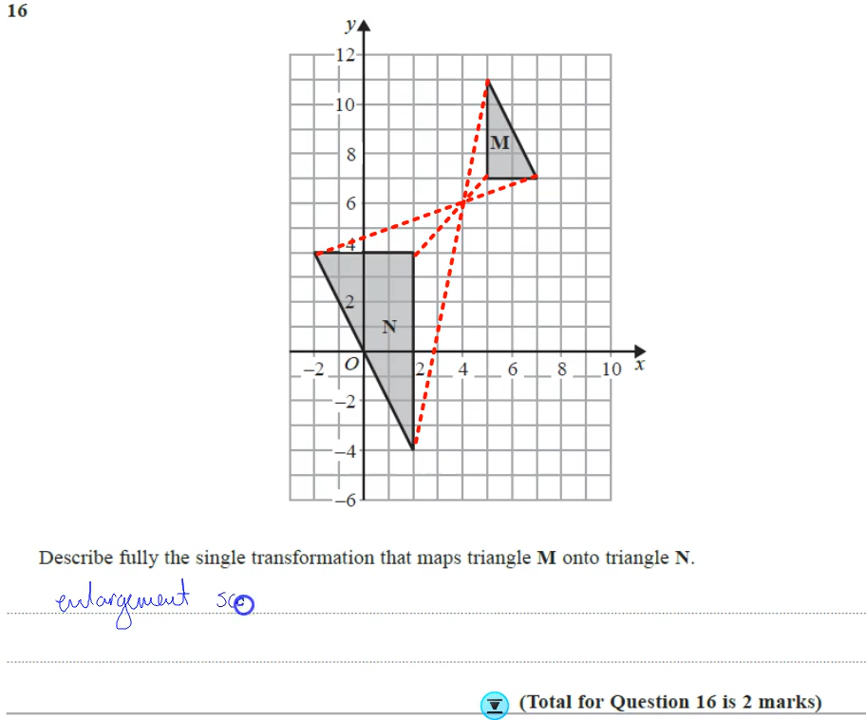 16
y
12
10
8
6
4
2
O
-2
2
4
6
8
10
x
-2
-4
-6
M
N
Describe fully the single transformation that maps triangle M onto triangle N.
enlargement sc
(Total for Question 16 is 2 marks)